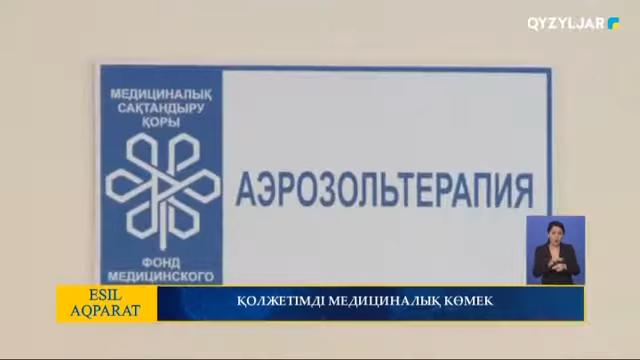 QYZYLJAR
МЕДИЦИНАЛЫҚ
САҚТАНДЫРУ
ҚОРЫ
АЭРОЗОЛЬТЕРАПИЯ
ФОНД
МЕДИЦИНСКОГО
ESIL
AQPARAT
ҚОЛЖЕТІМДІ МЕДИЦИНАЛЫҚ КӨМЕК